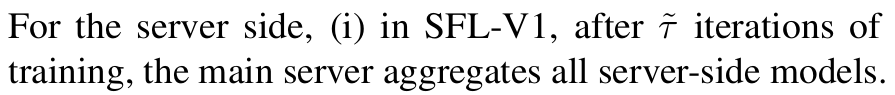 For the server side, (i) in SFL-V1, after τ̃ iterations of
training, the main server aggregates all server-side models.